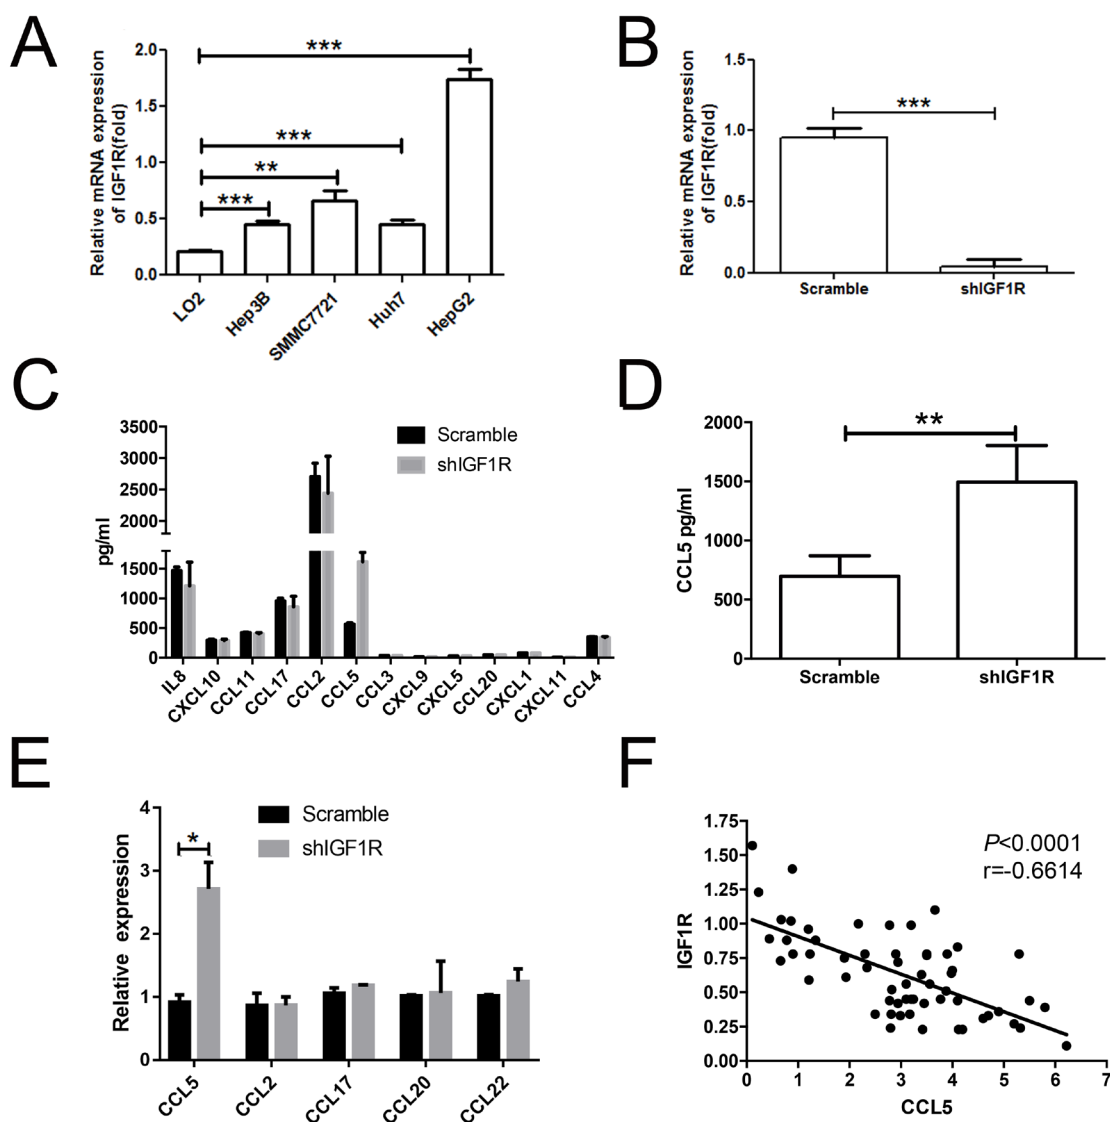 A
Relative mRNA expression
of IGF1R(fold)
2.0
1.5
1.0
0.5
0.0
***
***
**
***
LO2
Hep3B
SMMC7721
Huh7
HepG2
B
Relative mRNA expression
of IGF1R(fold)
1.5
1.0
0.5
0.0
***
Scramble
shIGF1R
C
pg/ml
3500
3000
2500
2000
1500
1000
500
0
Scramble
shIGF1R
IL8
CXCL10
CCL11
CCL17
CCL2
CCL5
CCL3
CXCL9
CXCL5
CCL20
CXCL1
CXCL11
CCL4
D
CCL5 pg/ml
2000
1500
1000
500
0
**
Scramble
shIGF1R
E
Relative expression
4
3
2
1
0
*
Scramble
shIGF1R
CCL5
CCL2
CCL17
CCL20
CCL22
F
IGF1R
1.75
1.50
1.25
1.00
0.75
0.50
0.25
0.00
P<0.0001
r=-0.6614
0 1 2 3 4 5 6 7
CCL5